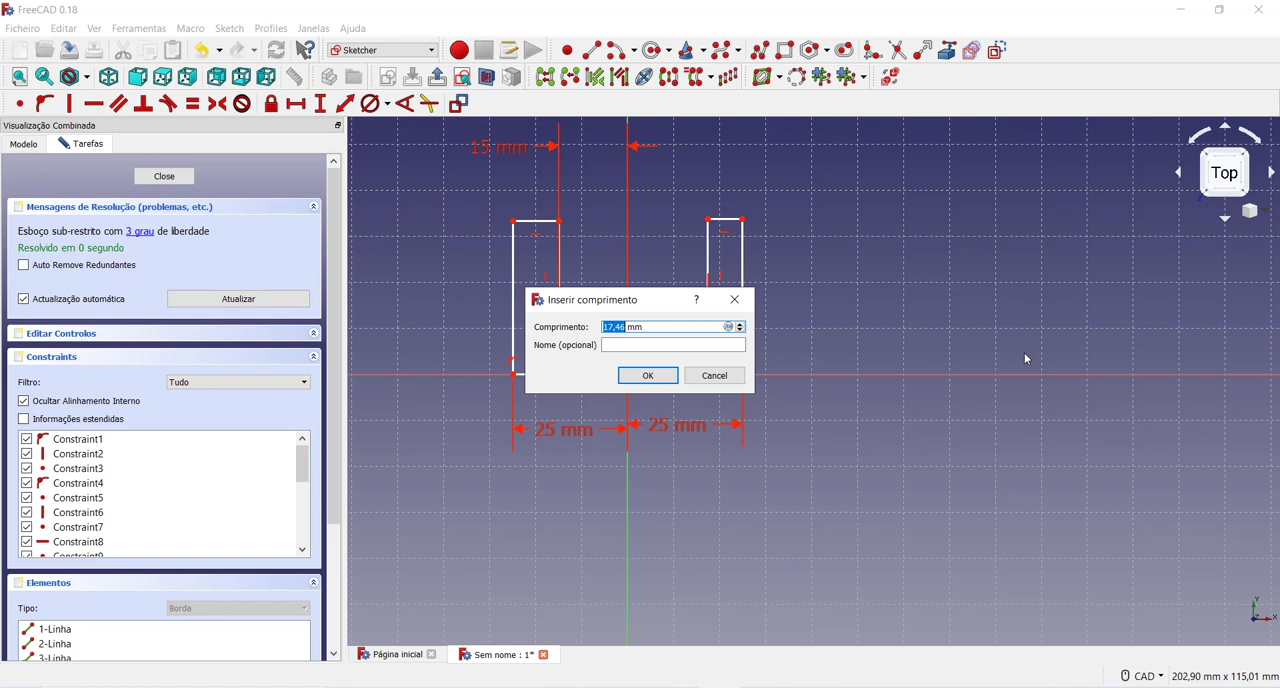 FreeCAD 0.18
Ficheiro Editar Ver Ferramentas Macro Sketch Profiles Janelas Ajuda
Sketcher
Visualização Combinada
Modelo Tarefas
Close
Mensagens de Resolução (problemas, etc.)
Esboço sub-restrito com 3 grau de liberdade
Resolvido em 0 segundo
Auto Remove Redundantes
Actualização automática Atualizar
Editar Controlos
Constraints
Filtro: Tudo
Ocultar Alinhamento Interno
Informações estendidas
Constraint1
Constraint2
Constraint3
Constraint4
Constraint5
Constraint6
Constraint7
Constraint8
Constraint9
Elementos
Tipo: Borda
1-Linha
2-Linha
3-Linha
15 mm
Inserir comprimento ?
Comprimento: 17,46 mm
Nome (opcional)
OK Cancel
25 mm 25 mm
Top
Z
Y
Z X
Página inicial Sem nome : 1*
CAD 202,90 mm x 115,01 mm